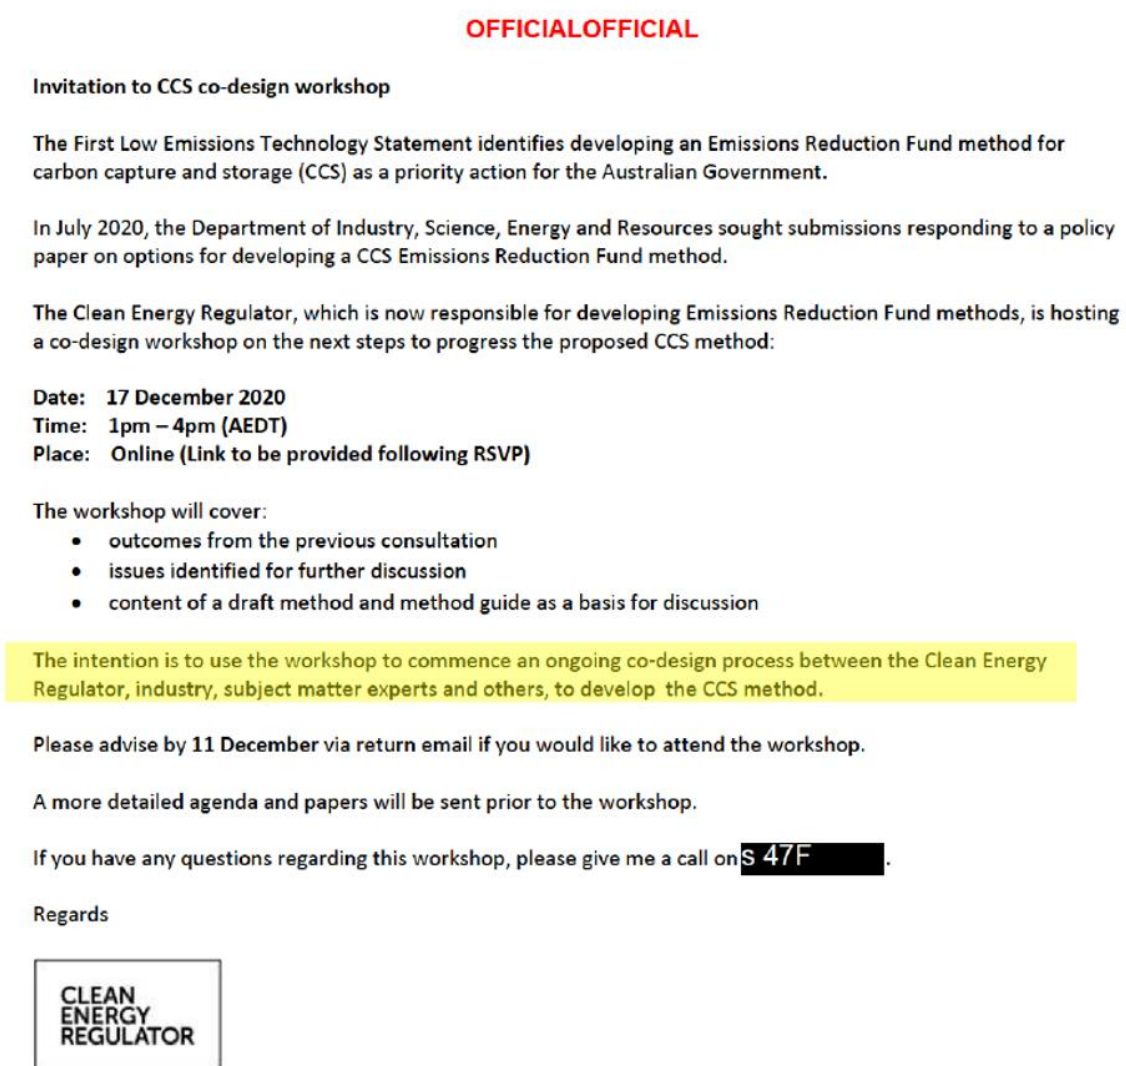 OFFICIALOFFICIAL
Invitation to CCS co-design workshop
The First Low Emissions Technology Statement identifies developing an Emissions Reduction Fund method for
carbon capture and storage (CCS) as a priority action for the Australian Government.
In July 2020, the Department of Industry, Science, Energy and Resources sought submissions responding to a policy
paper on options for developing a CCS Emissions Reduction Fund method.
The Clean Energy Regulator, which is now responsible for developing Emissions Reduction Fund methods, is hosting
a co-design workshop on the next steps to progress the proposed CCS method:
Date: 17 December 2020
Time: 1pm – 4pm (AEDT)
Place: Online (Link to be provided following RSVP)
The workshop will cover:
• outcomes from the previous consultation
• issues identified for further discussion
• content of a draft method and method guide as a basis for discussion
The intention is to use the workshop to commence an ongoing co-design process between the Clean Energy
Regulator, industry, subject matter experts and others, to develop the CCS method.
Please advise by 11 December via return email if you would like to attend the workshop.
A more detailed agenda and papers will be sent prior to the workshop.
If you have any questions regarding this workshop, please give me a call on s 47F .
Regards
CLEAN
ENERGY
REGULATOR